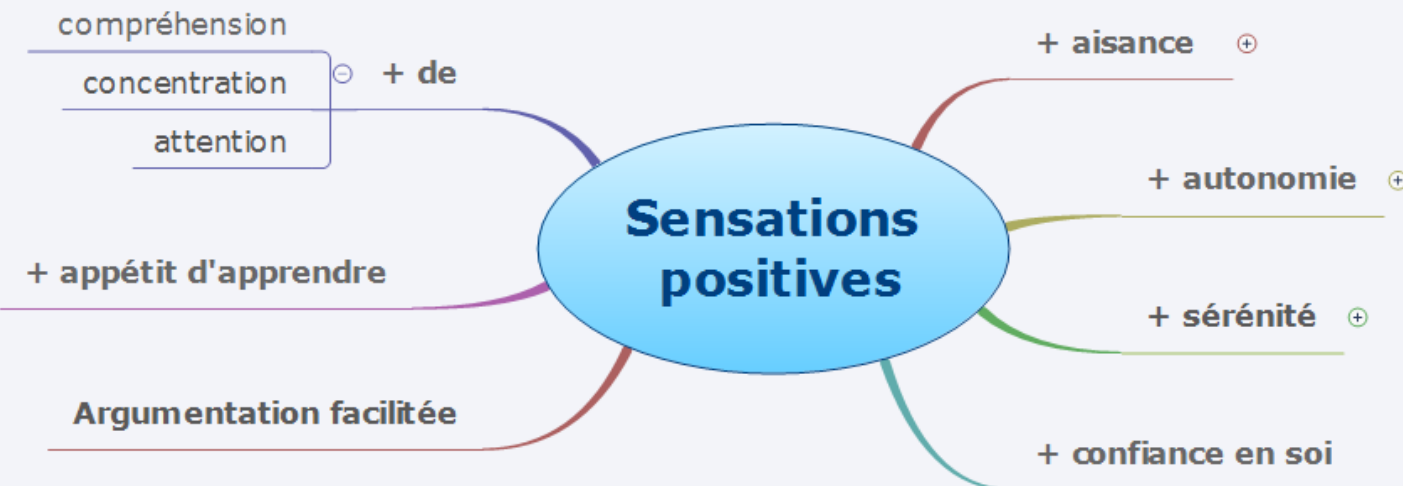 Sensations
positives
+ de
compréhension
concentration
attention
+ appétit d'apprendre
Argumentation facilitée
+ aisance
+ autonomie
+ sérénité
+ confiance en soi